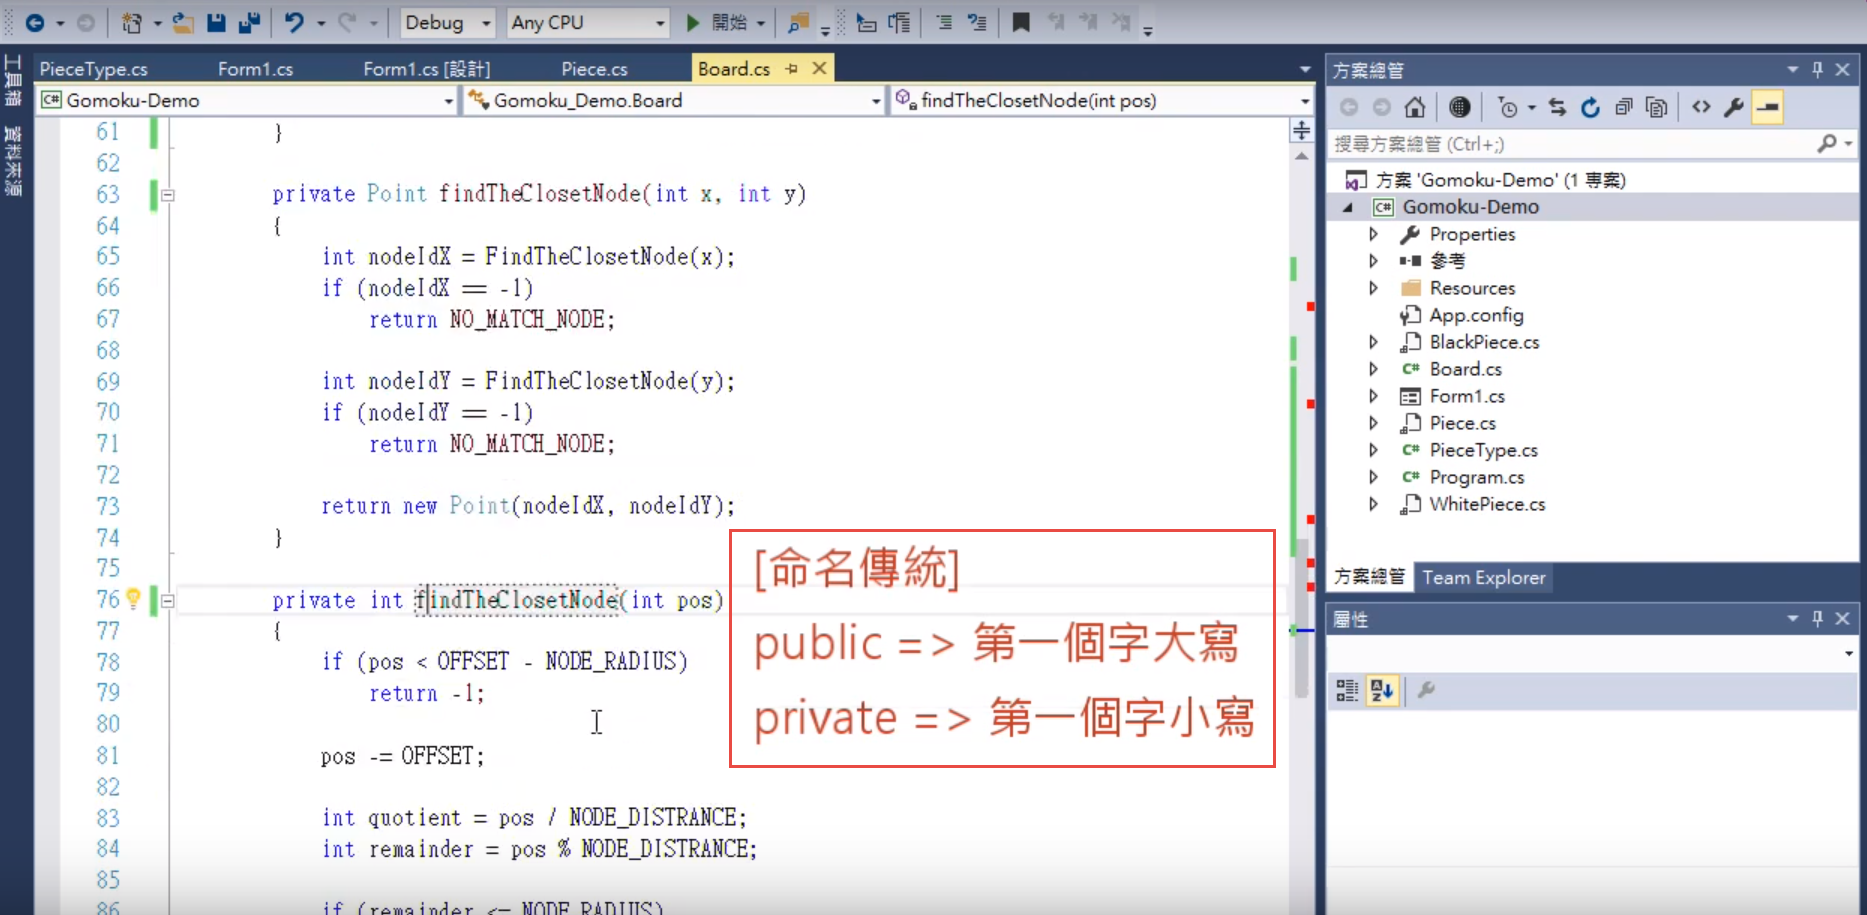 Debug
Any CPU
開始
工具箱
資料來源
PieceType.cs
Form1.cs
Form1.cs [設計]
Piece.cs
Board.cs
C# Gomoku-Demo
Gomoku_Demo.Board
findTheClosetNode(int pos)
61 }
62
63 private Point findTheClosetNode(int x, int y)
64 {
65 int nodeIdX = FindTheClosetNode(x);
66 if (nodeIdX == -1)
67 return NO_MATCH_NODE;
68
69 int nodeIdY = FindTheClosetNode(y);
70 if (nodeIdY == -1)
71 return NO_MATCH_NODE;
72
73 return new Point(nodeIdX, nodeIdY);
74 }
75
76 private int findTheClosetNode(int pos)
77 {
78 if (pos < OFFSET - NODE_RADIUS)
79 return -1;
80
81 pos -= OFFSET;
82
83 int quotient = pos / NODE_DISTRANCE;
84 int remainder = pos % NODE_DISTRANCE;
85
86 if (remainder <= NODE_RADIUS)
[命名傳統]
public => 第一個字大寫
private => 第一個字小寫
方案總管
搜尋方案總管 (Ctrl+;)
方案 'Gomoku-Demo' (1 專案)
C# Gomoku-Demo
Properties
參考
Resources
App.config
BlackPiece.cs
C# Board.cs
Form1.cs
Piece.cs
C# PieceType.cs
C# Program.cs
WhitePiece.cs
方案總管
Team Explorer
屬性